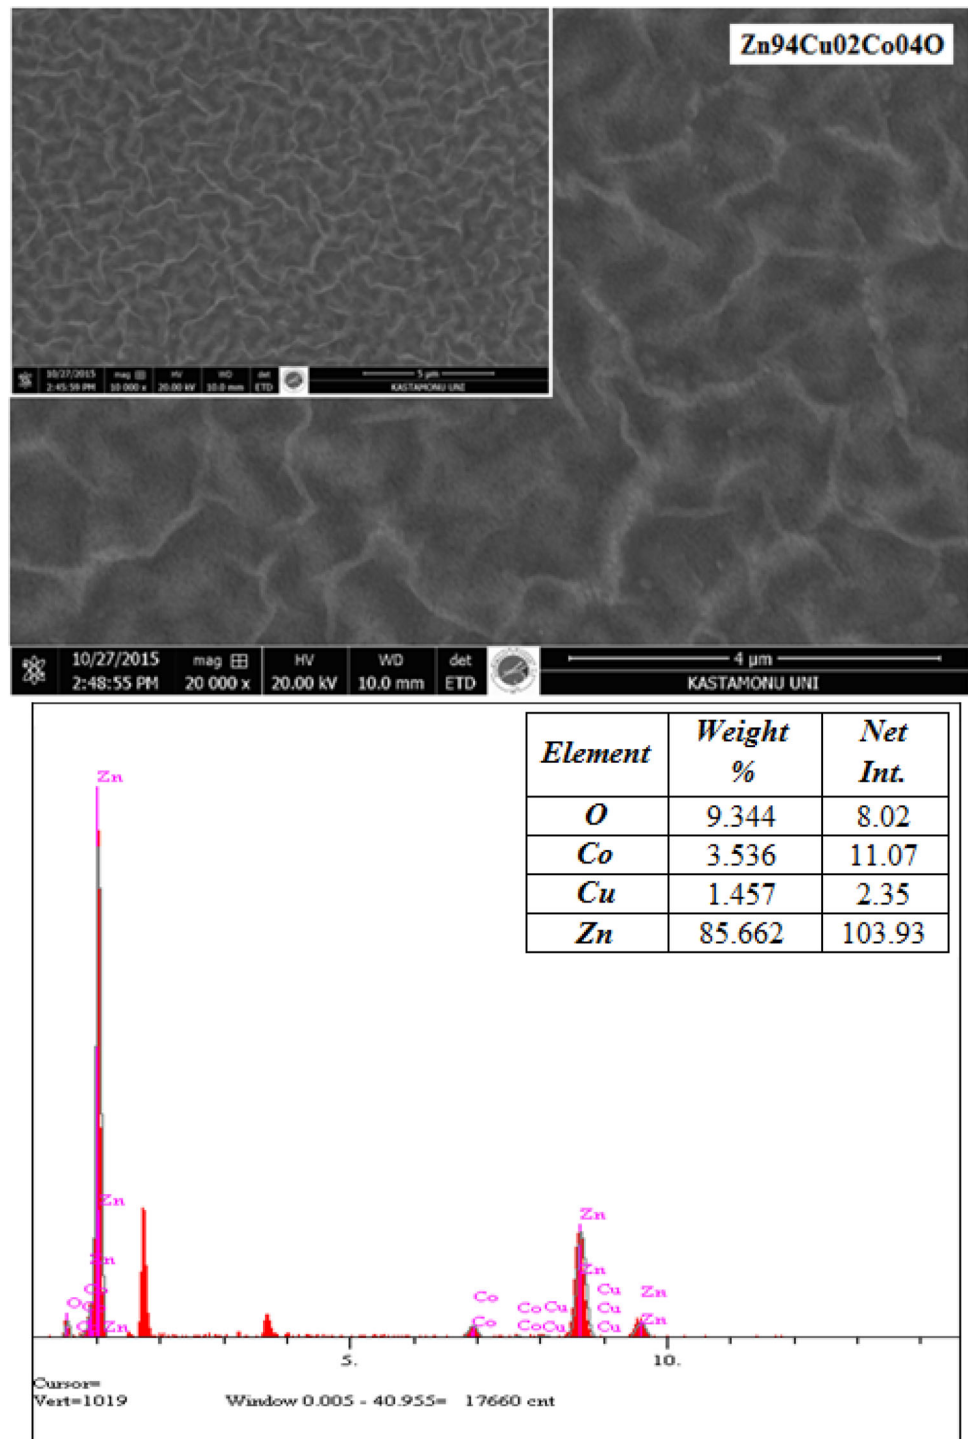 Zn94Cu02Co04O
10/27/2015 mag HV WD det 5 µm
2:45:59 PM 10 000 x 20.00 kV 10.0 mm ETD KASTAMONU UNI
10/27/2015 mag HV WD det 4 µm
2:48:55 PM 20 000 x 20.00 kV 10.0 mm ETD KASTAMONU UNI
Element Weight % Net Int.
O 9.344 8.02
Co 3.536 11.07
Cu 1.457 2.35
Zn 85.662 103.93
Zn
Zn
Zn
O
Zn
Co
Co
Co Cu
Co Cu
Zn
Zn
Cu
Cu
Cu
Zn
Zn
5. 10.
Cursor=
Vert=1019 Window 0.005 - 40.955= 17660 cnt